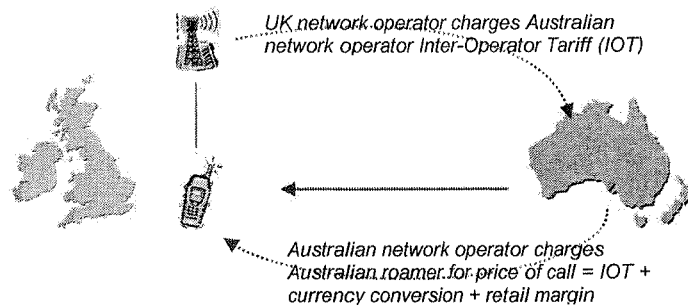 UK network operator charges Australian
network operator Inter-Operator Tariff (IOT)
Australian network operator charges
Australian roamer for price of call = IOT +
currency conversion + retail margin